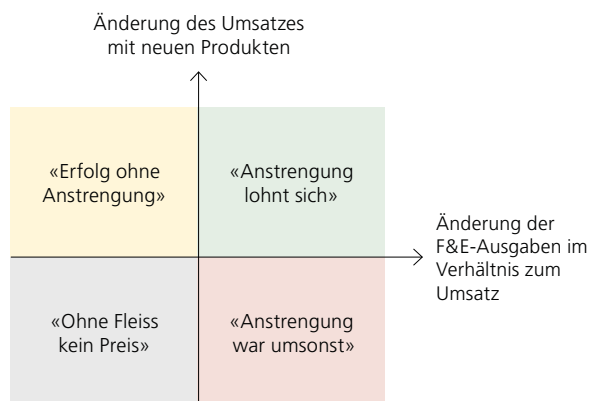 Änderung des Umsatzes
mit neuen Produkten
«Erfolg ohne
Anstrengung»
«Anstrengung
lohnt sich»
Änderung der
F&E-Ausgaben im
Verhältnis zum
Umsatz
«Ohne Fleiss
kein Preis»
«Anstrengung
war umsonst»